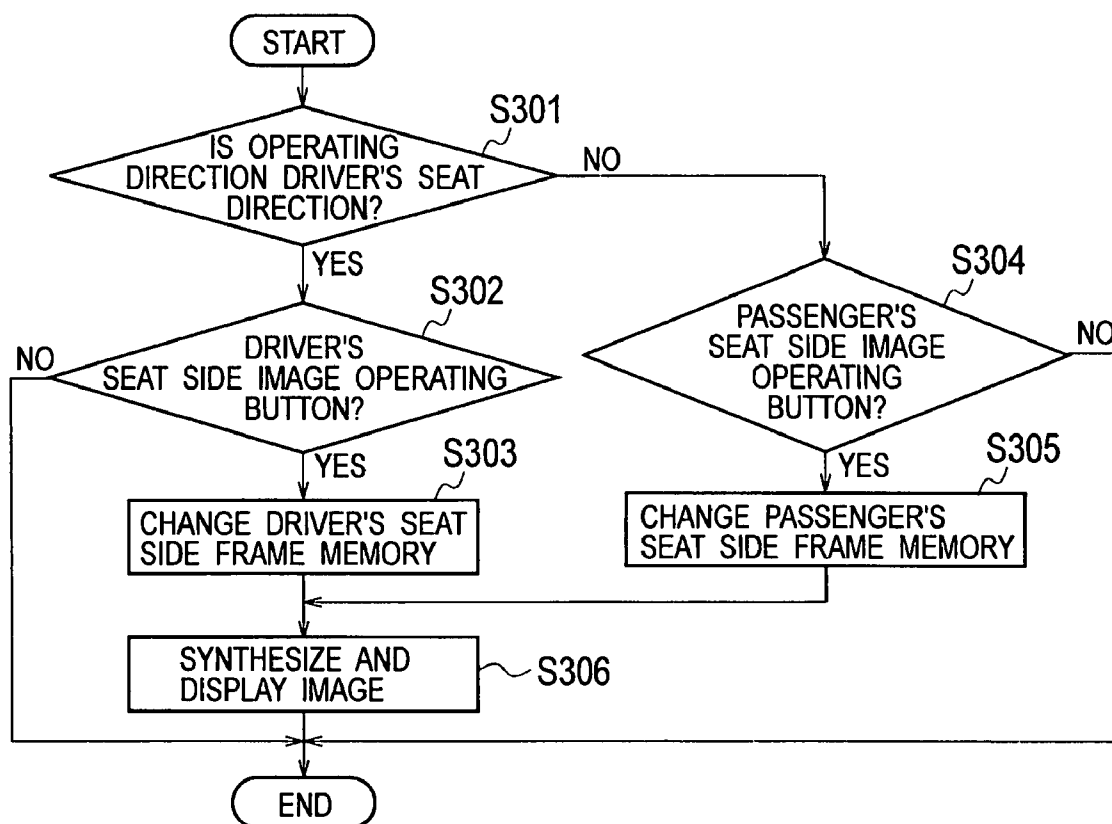 START
S301
IS OPERATING
DIRECTION DRIVER'S SEAT
DIRECTION?
NO
YES
S302
DRIVER'S
SEAT SIDE IMAGE OPERATING
BUTTON?
NO
YES
S304
PASSENGER'S
SEAT SIDE IMAGE
OPERATING
BUTTON?
NO
YES
S303
CHANGE DRIVER'S SEAT
SIDE FRAME MEMORY
S305
CHANGE PASSENGER'S
SEAT SIDE FRAME MEMORY
SYNTHESIZE AND
DISPLAY IMAGE
S306
END